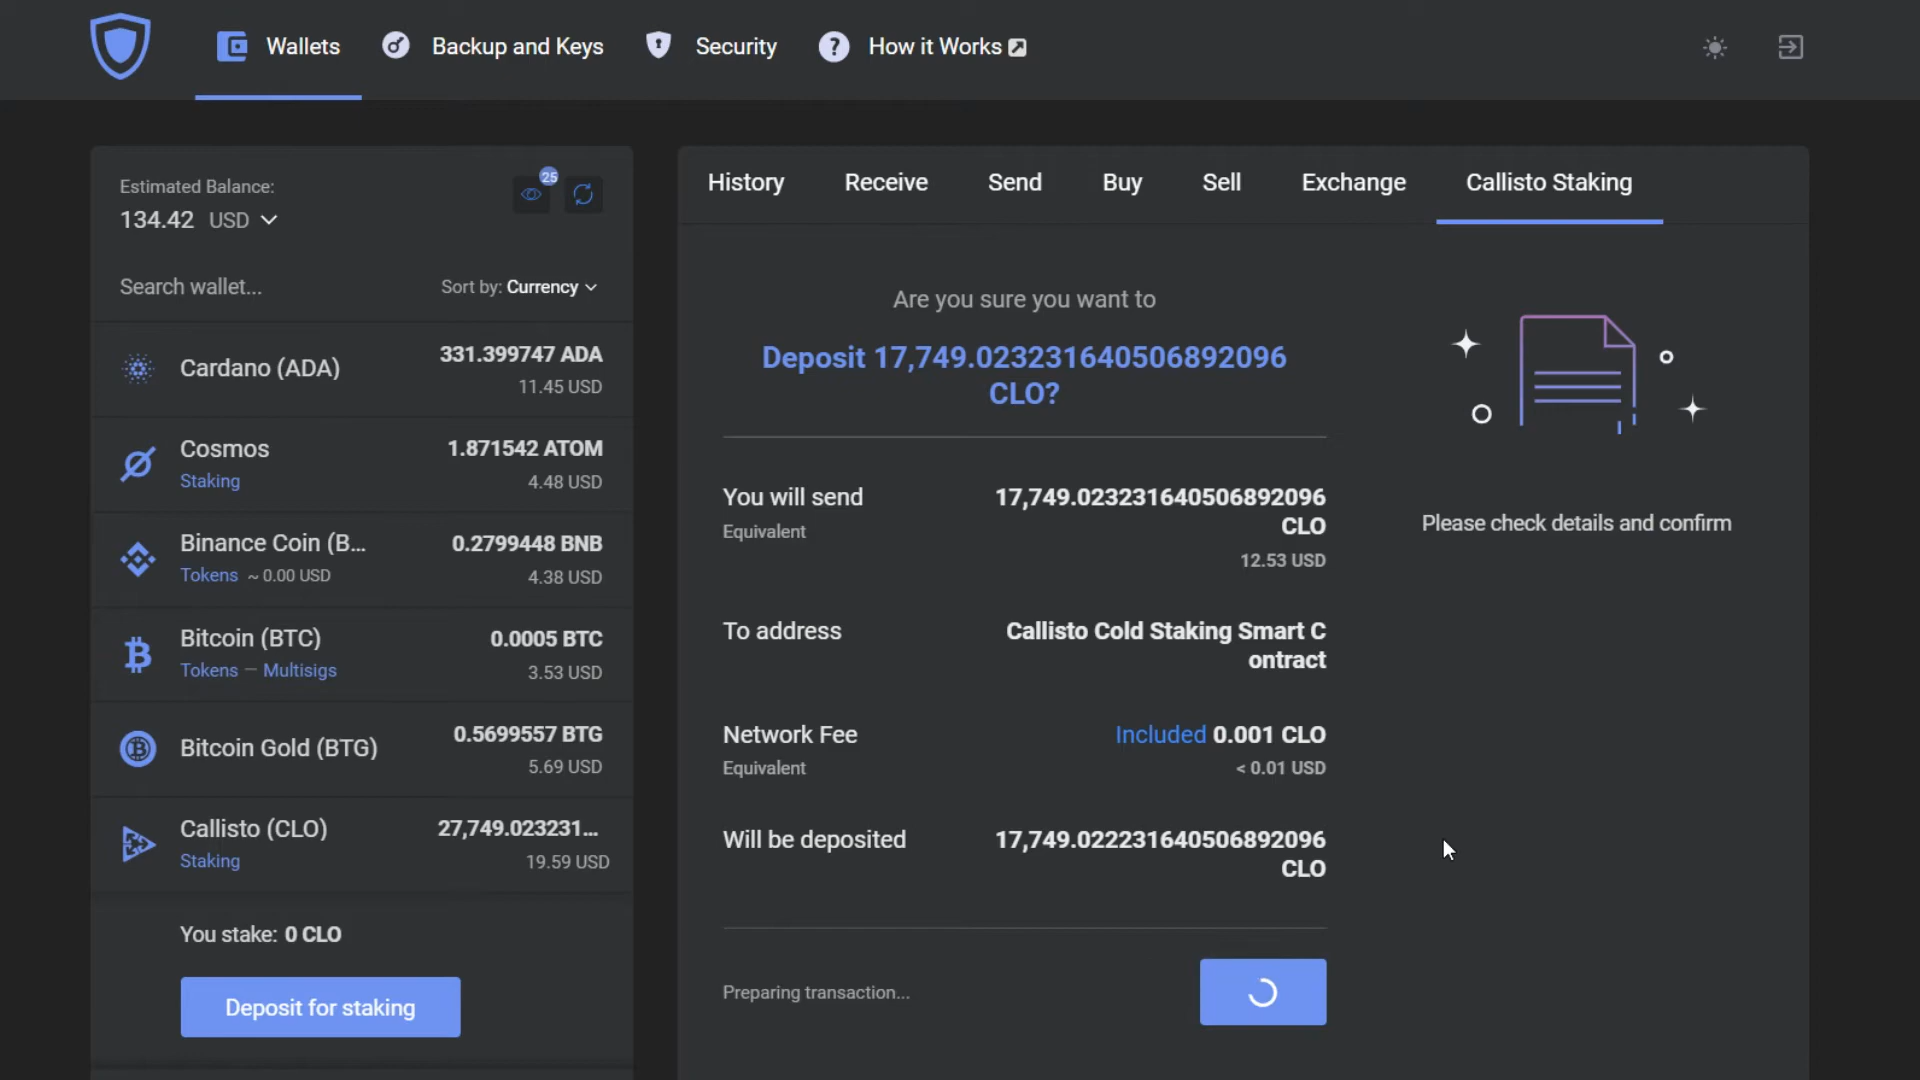 Wallets
Backup and Keys
Security
? How it Works
Estimated Balance:
134.42 USD
25
Search wallet...
Sort by: Currency
Cardano (ADA)
331.399747 ADA
11.45 USD
Cosmos
1.871542 ATOM
Staking
4.48 USD
Binance Coin (B...
0.2799448 BNB
Tokens ~ 0.00 USD
4.38 USD
Bitcoin (BTC)
0.0005 BTC
Tokens – Multisigs
3.53 USD
Bitcoin Gold (BTG)
0.5699557 BTG
5.69 USD
Callisto (CLO)
27,749.023231...
Staking
19.59 USD
You stake: 0 CLO
Deposit for staking
History
Receive
Send
Buy
Sell
Exchange
Callisto Staking
Are you sure you want to
Deposit 17,749.023231640506892096
CLO?
You will send
17,749.023231640506892096
CLO
Equivalent
12.53 USD
To address
Callisto Cold Staking Smart C
ontract
Network Fee
Included 0.001 CLO
Equivalent
< 0.01 USD
Will be deposited
17,749.022231640506892096
CLO
Preparing transaction...
Please check details and confirm